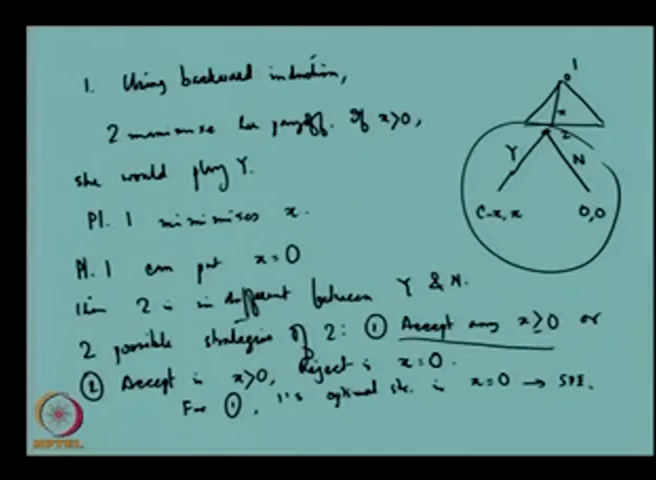 1. Using backward induction,
2 maximise her payoff. If x>0,
she would play Y.
Pl. 1 minimises x.
Pl. 1 can put x=0
Then 2 is indifferent between Y & N.
2 possible strategies of 2: ① Accept any x≥0 or
② Accept is x>0, Reject is x=0.
For ①, 1's optimal str. is x=0 → SPE.
1
x
2
Y N
C-x, x 0,0
NPTEL